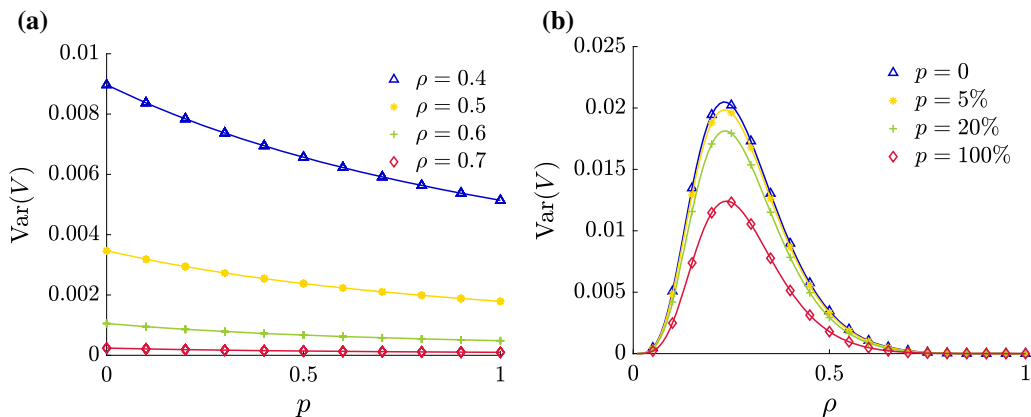 (a)
0.01
0.008
0.006
0.004
0.002
0
0
0.5
1
Var(V)
p
ρ = 0.4
ρ = 0.5
ρ = 0.6
ρ = 0.7
(b)
0.025
0.02
0.015
0.01
0.005
0
0
0.5
1
Var(V)
ρ
p = 0
p = 5%
p = 20%
p = 100%